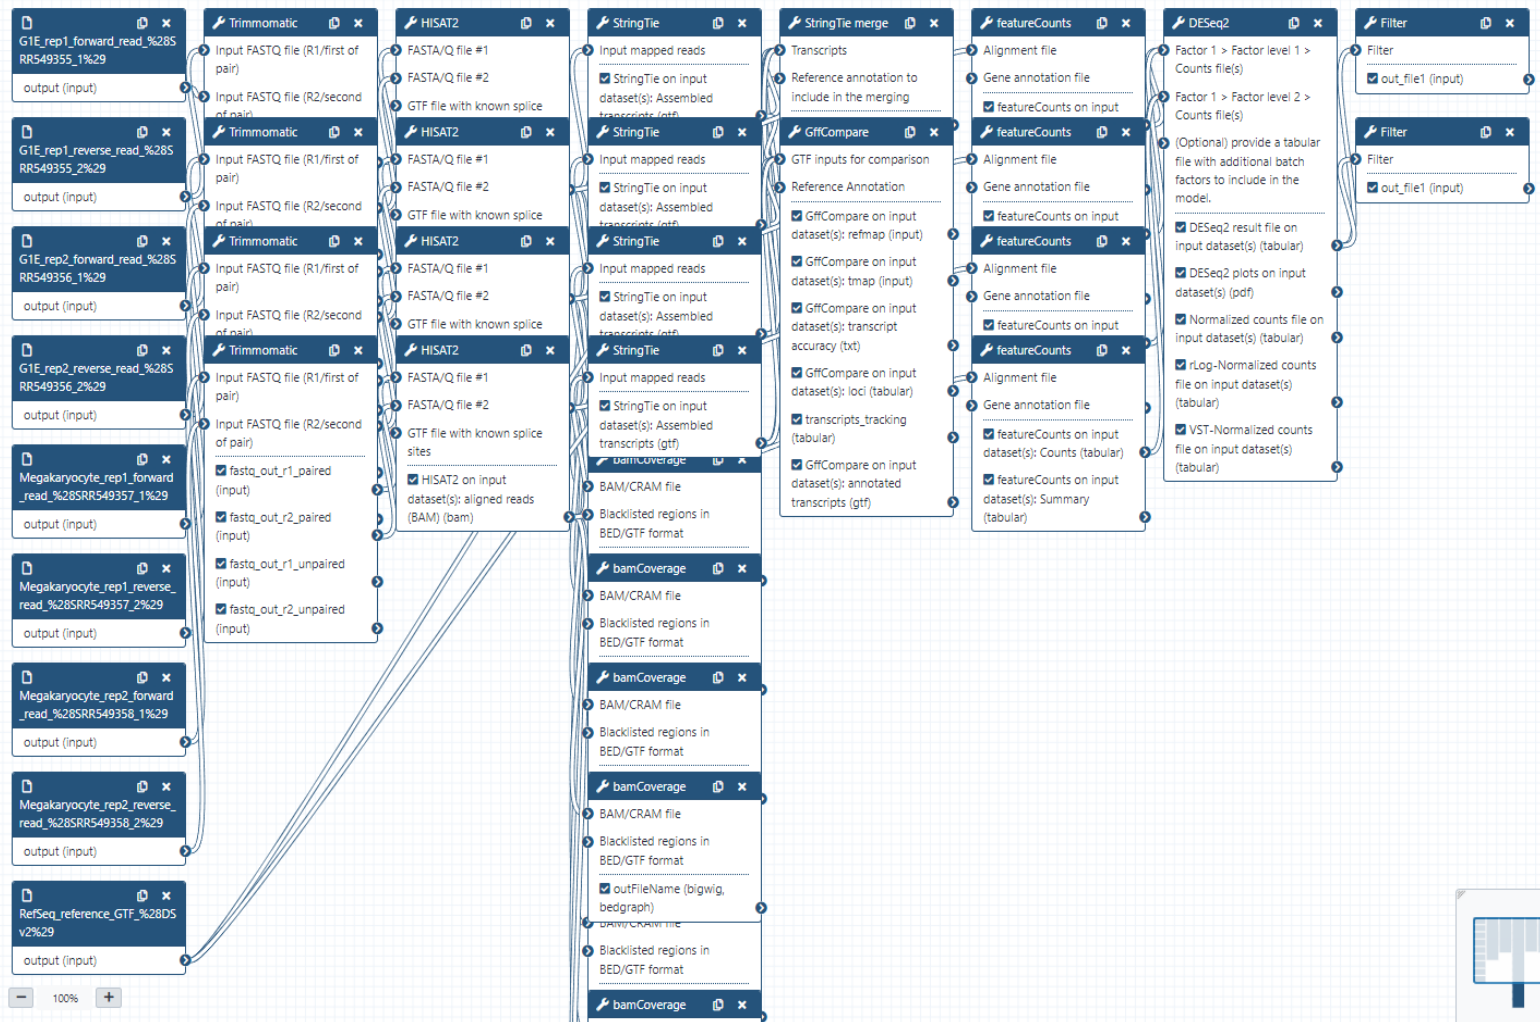 G1E_rep1_forward_read_%28S
RR549355_1%29
output (input)
G1E_rep1_reverse_read_%28S
RR549355_2%29
output (input)
G1E_rep2_forward_read_%28S
RR549356_1%29
output (input)
G1E_rep2_reverse_read_%28S
RR549356_2%29
output (input)
Megakaryocyte_rep1_forward
_read_%28SRR549357_1%29
output (input)
Megakaryocyte_rep1_reverse_
read_%28SRR549357_2%29
output (input)
Megakaryocyte_rep2_forward
_read_%28SRR549358_1%29
output (input)
Megakaryocyte_rep2_reverse_
read_%28SRR549358_2%29
output (input)
RefSeq_reference_GTF_%28DS
v2%29
output (input)
100%
Trimmomatic
Input FASTQ file (R1/first of
pair)
Input FASTQ file (R2/second
of pair)
Trimmomatic
Input FASTQ file (R1/first of
pair)
Input FASTQ file (R2/second
of pair)
Trimmomatic
Input FASTQ file (R1/first of
pair)
Input FASTQ file (R2/second
of pair)
Trimmomatic
Input FASTQ file (R1/first of
pair)
Input FASTQ file (R2/second
of pair)
fastq_out_r1_paired
(input)
fastq_out_r2_paired
(input)
fastq_out_r1_unpaired
(input)
fastq_out_r2_unpaired
(input)
HISAT2
FASTA/Q file #1
FASTA/Q file #2
GTF file with known splice
HISAT2
FASTA/Q file #1
FASTA/Q file #2
GTF file with known splice
HISAT2
FASTA/Q file #1
FASTA/Q file #2
GTF file with known splice
HISAT2
FASTA/Q file #1
FASTA/Q file #2
GTF file with known splice
sites
HISAT2 on input
dataset(s): aligned reads
(BAM) (bam)
StringTie
Input mapped reads
StringTie on input
dataset(s): Assembled
transcripts (gtf)
StringTie
Input mapped reads
StringTie on input
dataset(s): Assembled
transcripts (gtf)
StringTie
Input mapped reads
StringTie on input
dataset(s): Assembled
transcripts (gtf)
StringTie
Input mapped reads
StringTie on input
dataset(s): Assembled
transcripts (gtf)
bamCoverage
BAM/CRAM file
Blacklisted regions in
BED/GTF format
bamCoverage
BAM/CRAM file
Blacklisted regions in
BED/GTF format
bamCoverage
BAM/CRAM file
Blacklisted regions in
BED/GTF format
bamCoverage
BAM/CRAM file
Blacklisted regions in
BED/GTF format
outFileName (bigwig,
bedgraph)
BAM/CRAM file
Blacklisted regions in
BED/GTF format
bamCoverage
StringTie merge
Transcripts
Reference annotation to
include in the merging
GffCompare
GTF inputs for comparison
Reference Annotation
GffCompare on input
dataset(s): refmap (input)
GffCompare on input
dataset(s): tmap (input)
GffCompare on input
dataset(s): transcript
accuracy (txt)
GffCompare on input
dataset(s): loci (tabular)
transcripts_tracking
(tabular)
GffCompare on input
dataset(s): annotated
transcripts (gtf)
featureCounts
Alignment file
Gene annotation file
featureCounts on input
featureCounts
Alignment file
Gene annotation file
featureCounts on input
featureCounts
Alignment file
Gene annotation file
featureCounts on input
featureCounts
Alignment file
Gene annotation file
featureCounts on input
dataset(s): Counts (tabular)
featureCounts on input
dataset(s): Summary
(tabular)
DESeq2
Factor 1 > Factor level 1 >
Counts file(s)
Factor 1 > Factor level 2 >
Counts file(s)
(Optional) provide a tabular
file with additional batch
factors to include in the
model.
DESeq2 result file on
input dataset(s) (tabular)
DESeq2 plots on input
dataset(s) (pdf)
Normalized counts file on
input dataset(s) (tabular)
rLog-Normalized counts
file on input dataset(s)
(tabular)
VST-Normalized counts
file on input dataset(s)
(tabular)
Filter
Filter
out_file1 (input)
Filter
Filter
out_file1 (input)